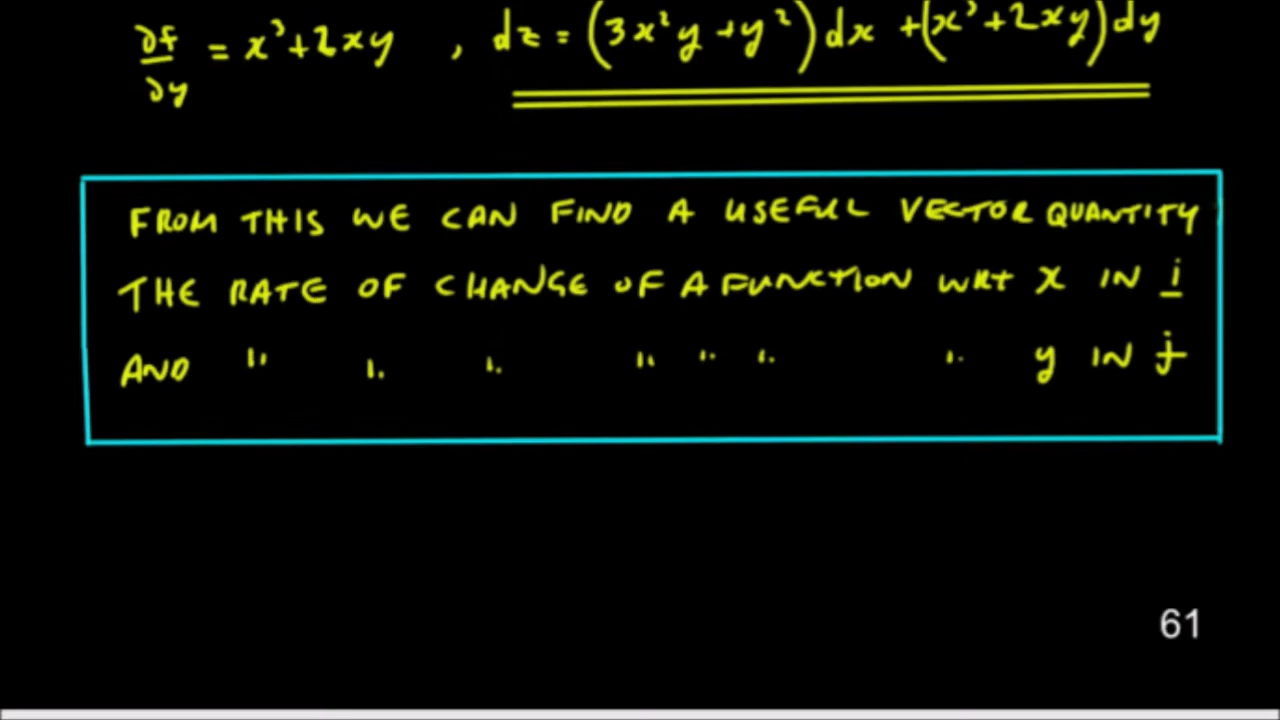 ∂f/∂y = x³+2xy , dz = (3x²y+y²)dx +(x³+2xy)dy
FROM THIS WE CAN FIND A USEFUL VECTOR QUANTITY
THE RATE OF CHANGE OF A FUNCTION WRT x IN i
AND " " " " " " " y IN j
61